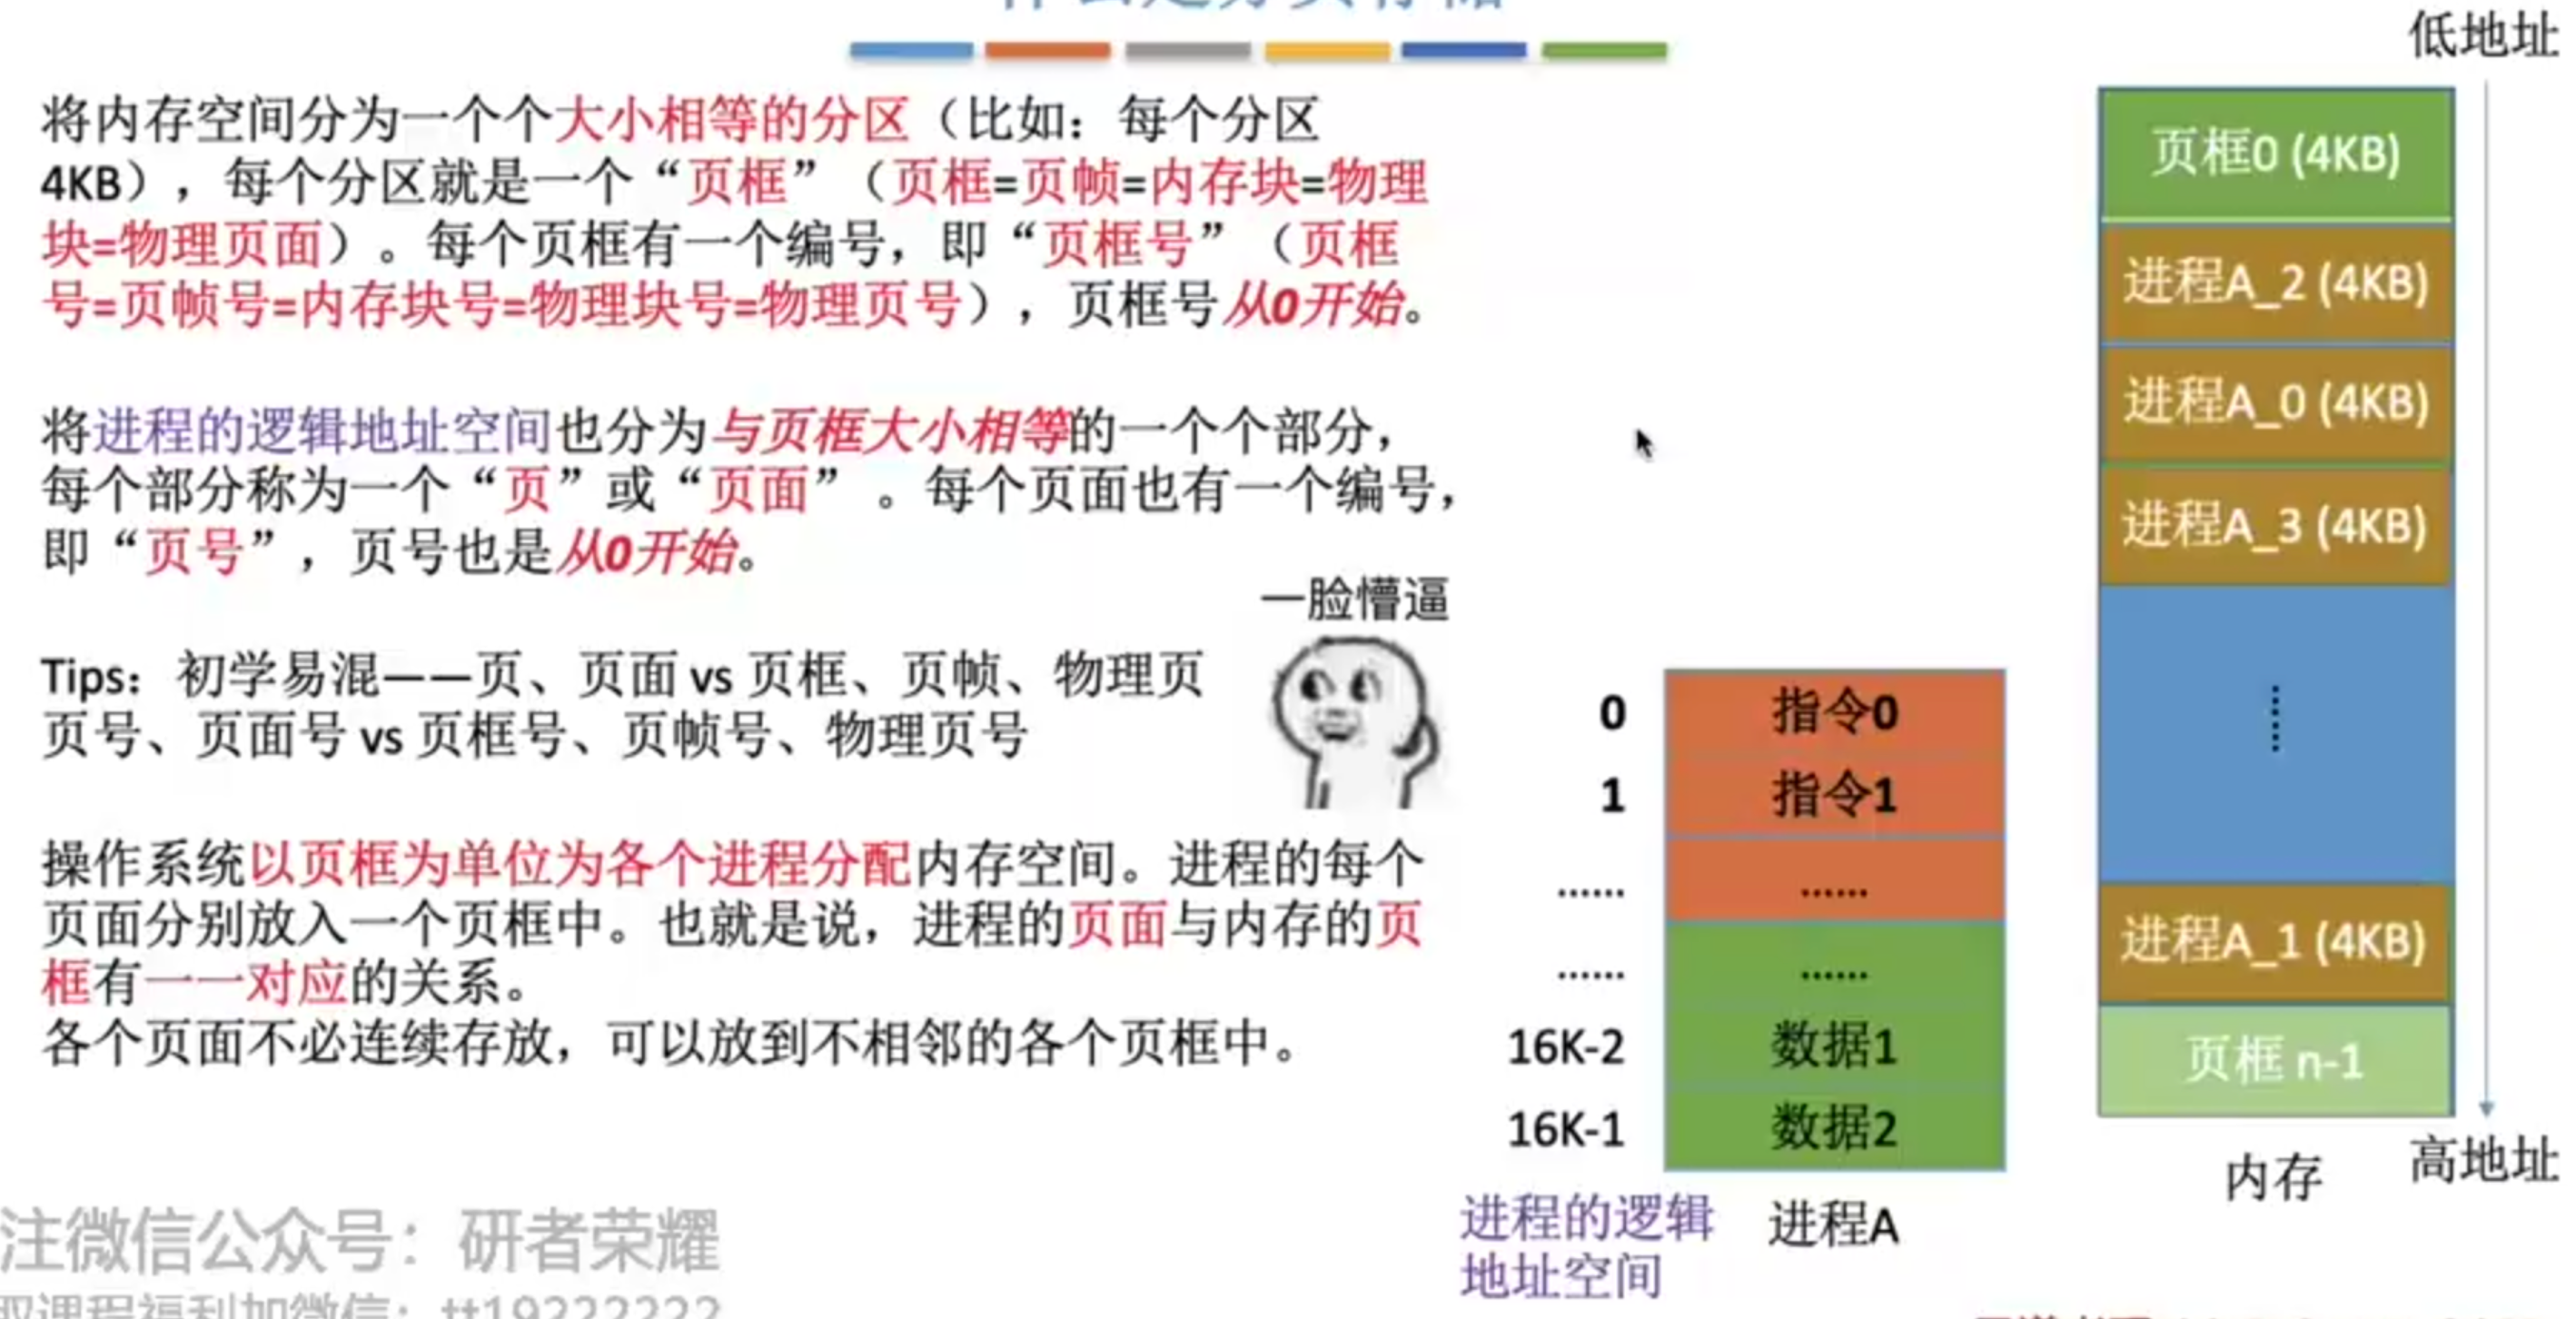 将内存空间分为一个个大小相等的分区（比如：每个分区
4KB），每个分区就是一个“页框”（页框=页帧=内存块=物理
块=物理页面）。每个页框有一个编号，即“页框号”（页框
号=页帧号=内存块号=物理块号=物理页号），页框号从0开始。
将进程的逻辑地址空间也分为与页框大小相等的一个个部分，
每个部分称为一个“页”或“页面”。每个页面也有一个编号，
即“页号”，页号也是从0开始。
Tips：初学易混——页、页面 vs 页框、页帧、物理页
页号、页面号 vs 页框号、页帧号、物理页号
一脸懵逼
操作系统以页框为单位为各个进程分配内存空间。进程的每个
页面分别放入一个页框中。也就是说，进程的页面与内存的页
框有一一对应的关系。
各个页面不必连续存放，可以放到不相邻的各个页框中。
0 指令0
1 指令1
...... ......
...... ......
16K-2 数据1
16K-1 数据2
进程的逻辑
地址空间
进程A
低地址
页框0 (4KB)
进程A_2 (4KB)
进程A_0 (4KB)
进程A_3 (4KB)
......
进程A_1 (4KB)
页框 n-1
内存
高地址
注微信公众号：研者荣耀
取课程福利加微信：tt19222222